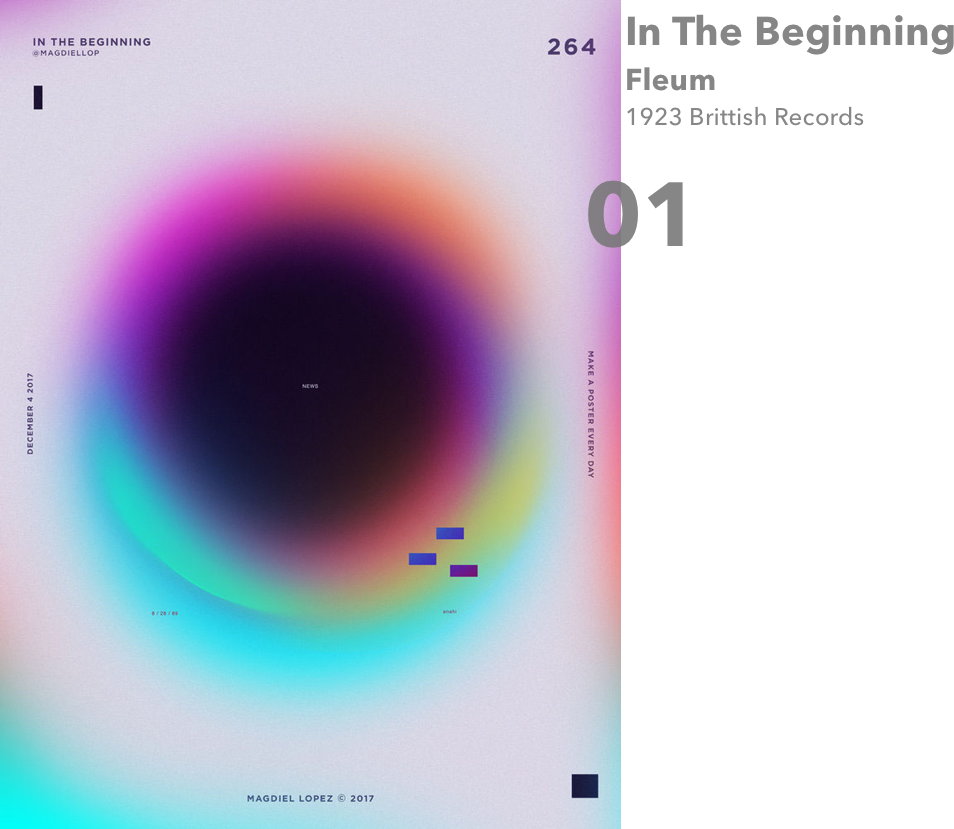 IN THE BEGINNING
@MAGDIELLOP
264
In The Beginning
Fleum
1923 Brittish Records
01
DECEMBER 4 2017
NEWS
MAKE A POSTER EVERY DAY
MAGDIEL LOPEZ © 2017